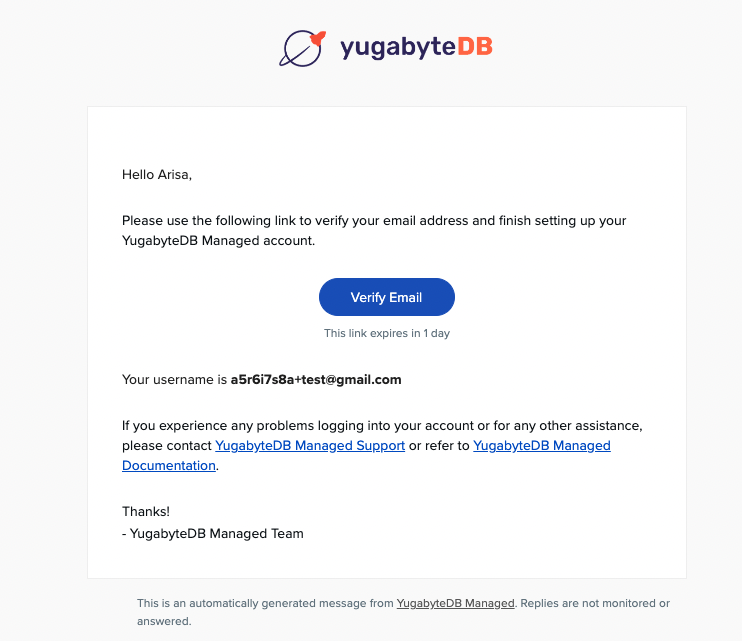 yugabyteDB
Hello Arisa,
Please use the following link to verify your email address and finish setting up your
YugabyteDB Managed account.
Verify Email
This link expires in 1 day
Your username is a5r6i7s8a+test@gmail.com
If you experience any problems logging into your account or for any other assistance,
please contact YugabyteDB Managed Support or refer to YugabyteDB Managed
Documentation.
Thanks!
- YugabyteDB Managed Team
This is an automatically generated message from YugabyteDB Managed. Replies are not monitored or
answered.